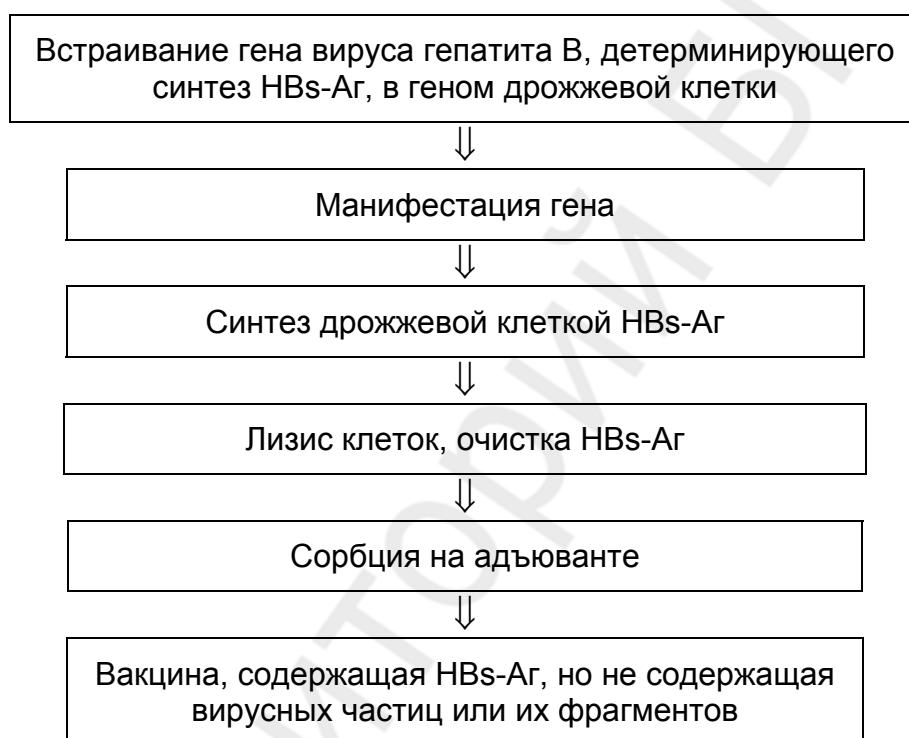 Встраивание гена вируса гепатита В, детерминирующего
синтез HBs-Аг, в геном дрожжевой клетки
⇓
Манифестация гена
⇓
Синтез дрожжевой клеткой HBs-Аг
⇓
Лизис клеток, очистка HBs-Аг
⇓
Сорбция на адъюванте
⇓
Вакцина, содержащая HBs-Аг, но не содержащая
вирусных частиц или их фрагментов